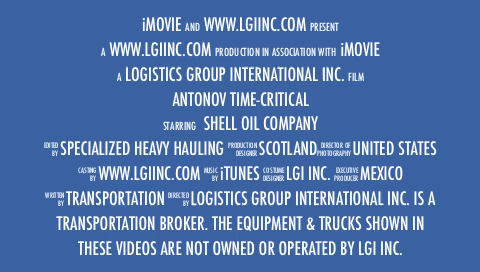 iMOVIE AND WWW.LGIINC.COM PRESENT
A WWW.LGIINC.COM PRODUCTION IN ASSOCIATION WITH iMOVIE
A LOGISTICS GROUP INTERNATIONAL INC. FILM
ANTONOV TIME-CRITICAL
STARRING SHELL OIL COMPANY
EDITED BY SPECIALIZED HEAVY HAULING PRODUCTION DESIGNER SCOTLAND DIRECTOR OF PHOTOGRAPHY UNITED STATES
CASTING BY WWW.LGIINC.COM MUSIC BY iTUNES COSTUME DESIGNER LGI INC. EXECUTIVE PRODUCER MEXICO
WRITTEN BY TRANSPORTATION DIRECTED BY LOGISTICS GROUP INTERNATIONAL INC. IS A
TRANSPORTATION BROKER. THE EQUIPMENT & TRUCKS SHOWN IN
THESE VIDEOS ARE NOT OWNED OR OPERATED BY LGI INC.